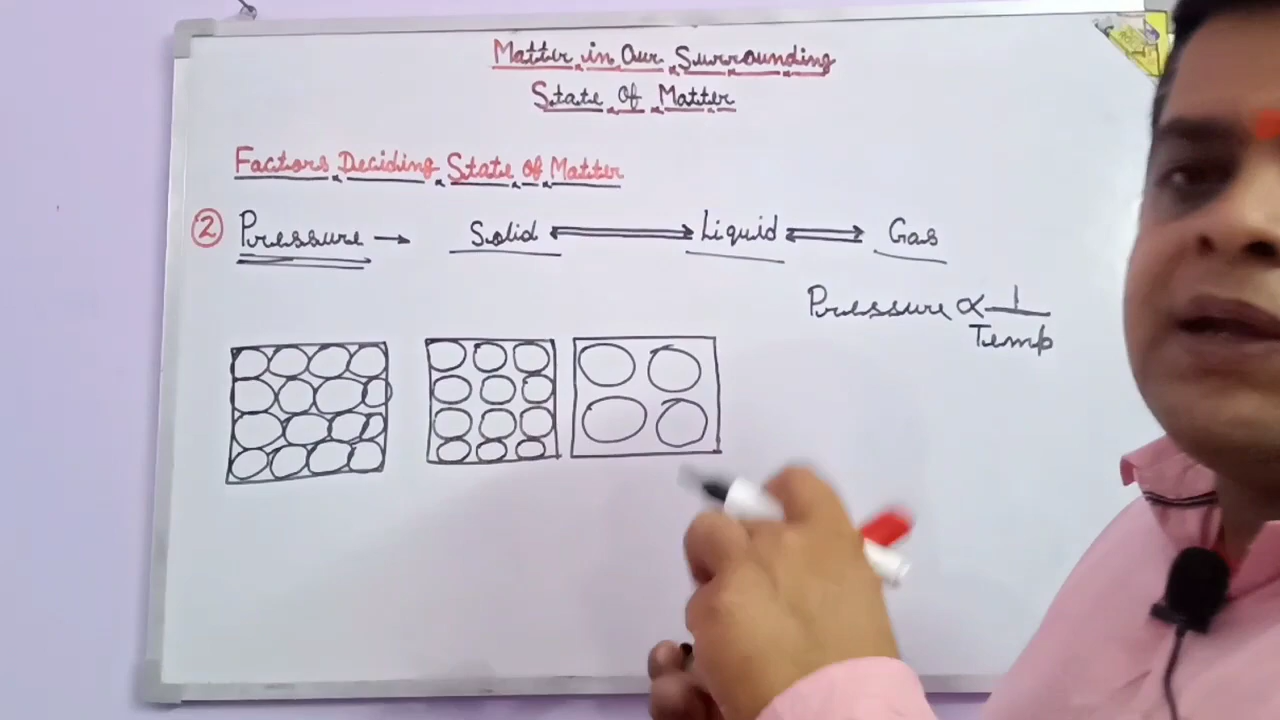 Matter in Our Surrounding
State Of Matter
Factors Deciding State of Matter
2 Pressure → Solid ⟷ Liquid ⇌ Gas
Pressure ∝ 1/Temp